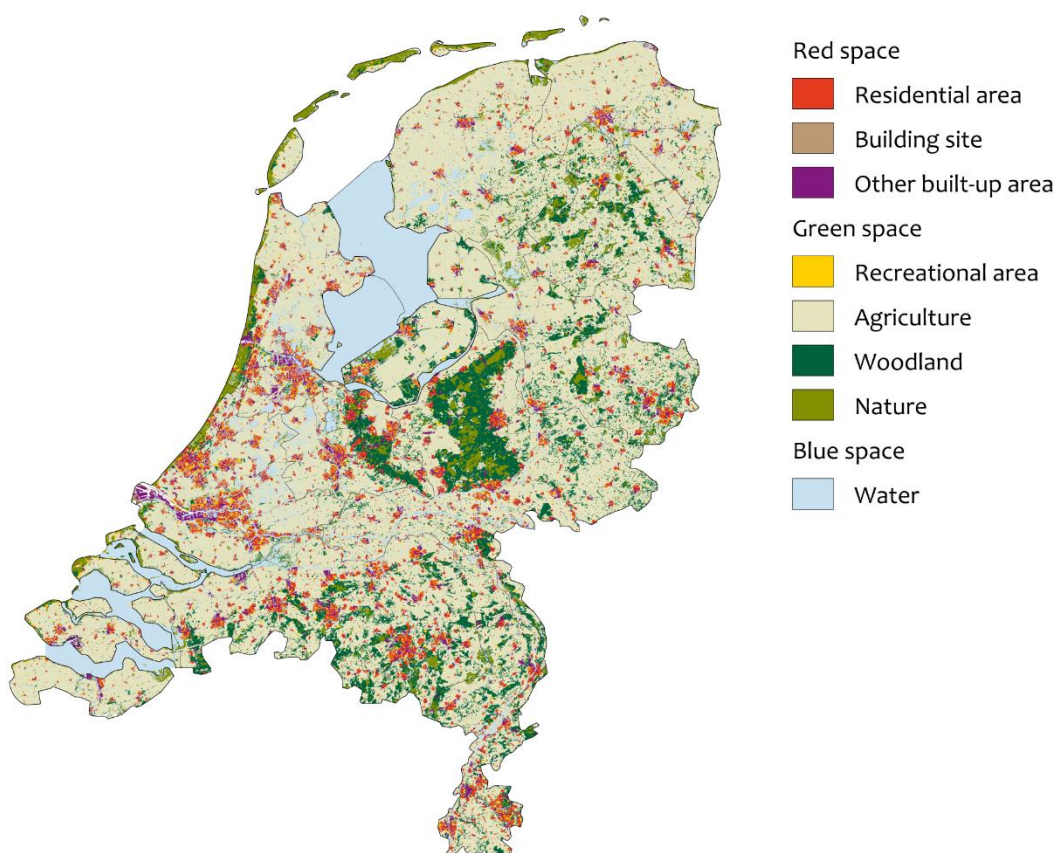 Red space
Residential area
Building site
Other built-up area
Green space
Recreational area
Agriculture
Woodland
Nature
Blue space
Water